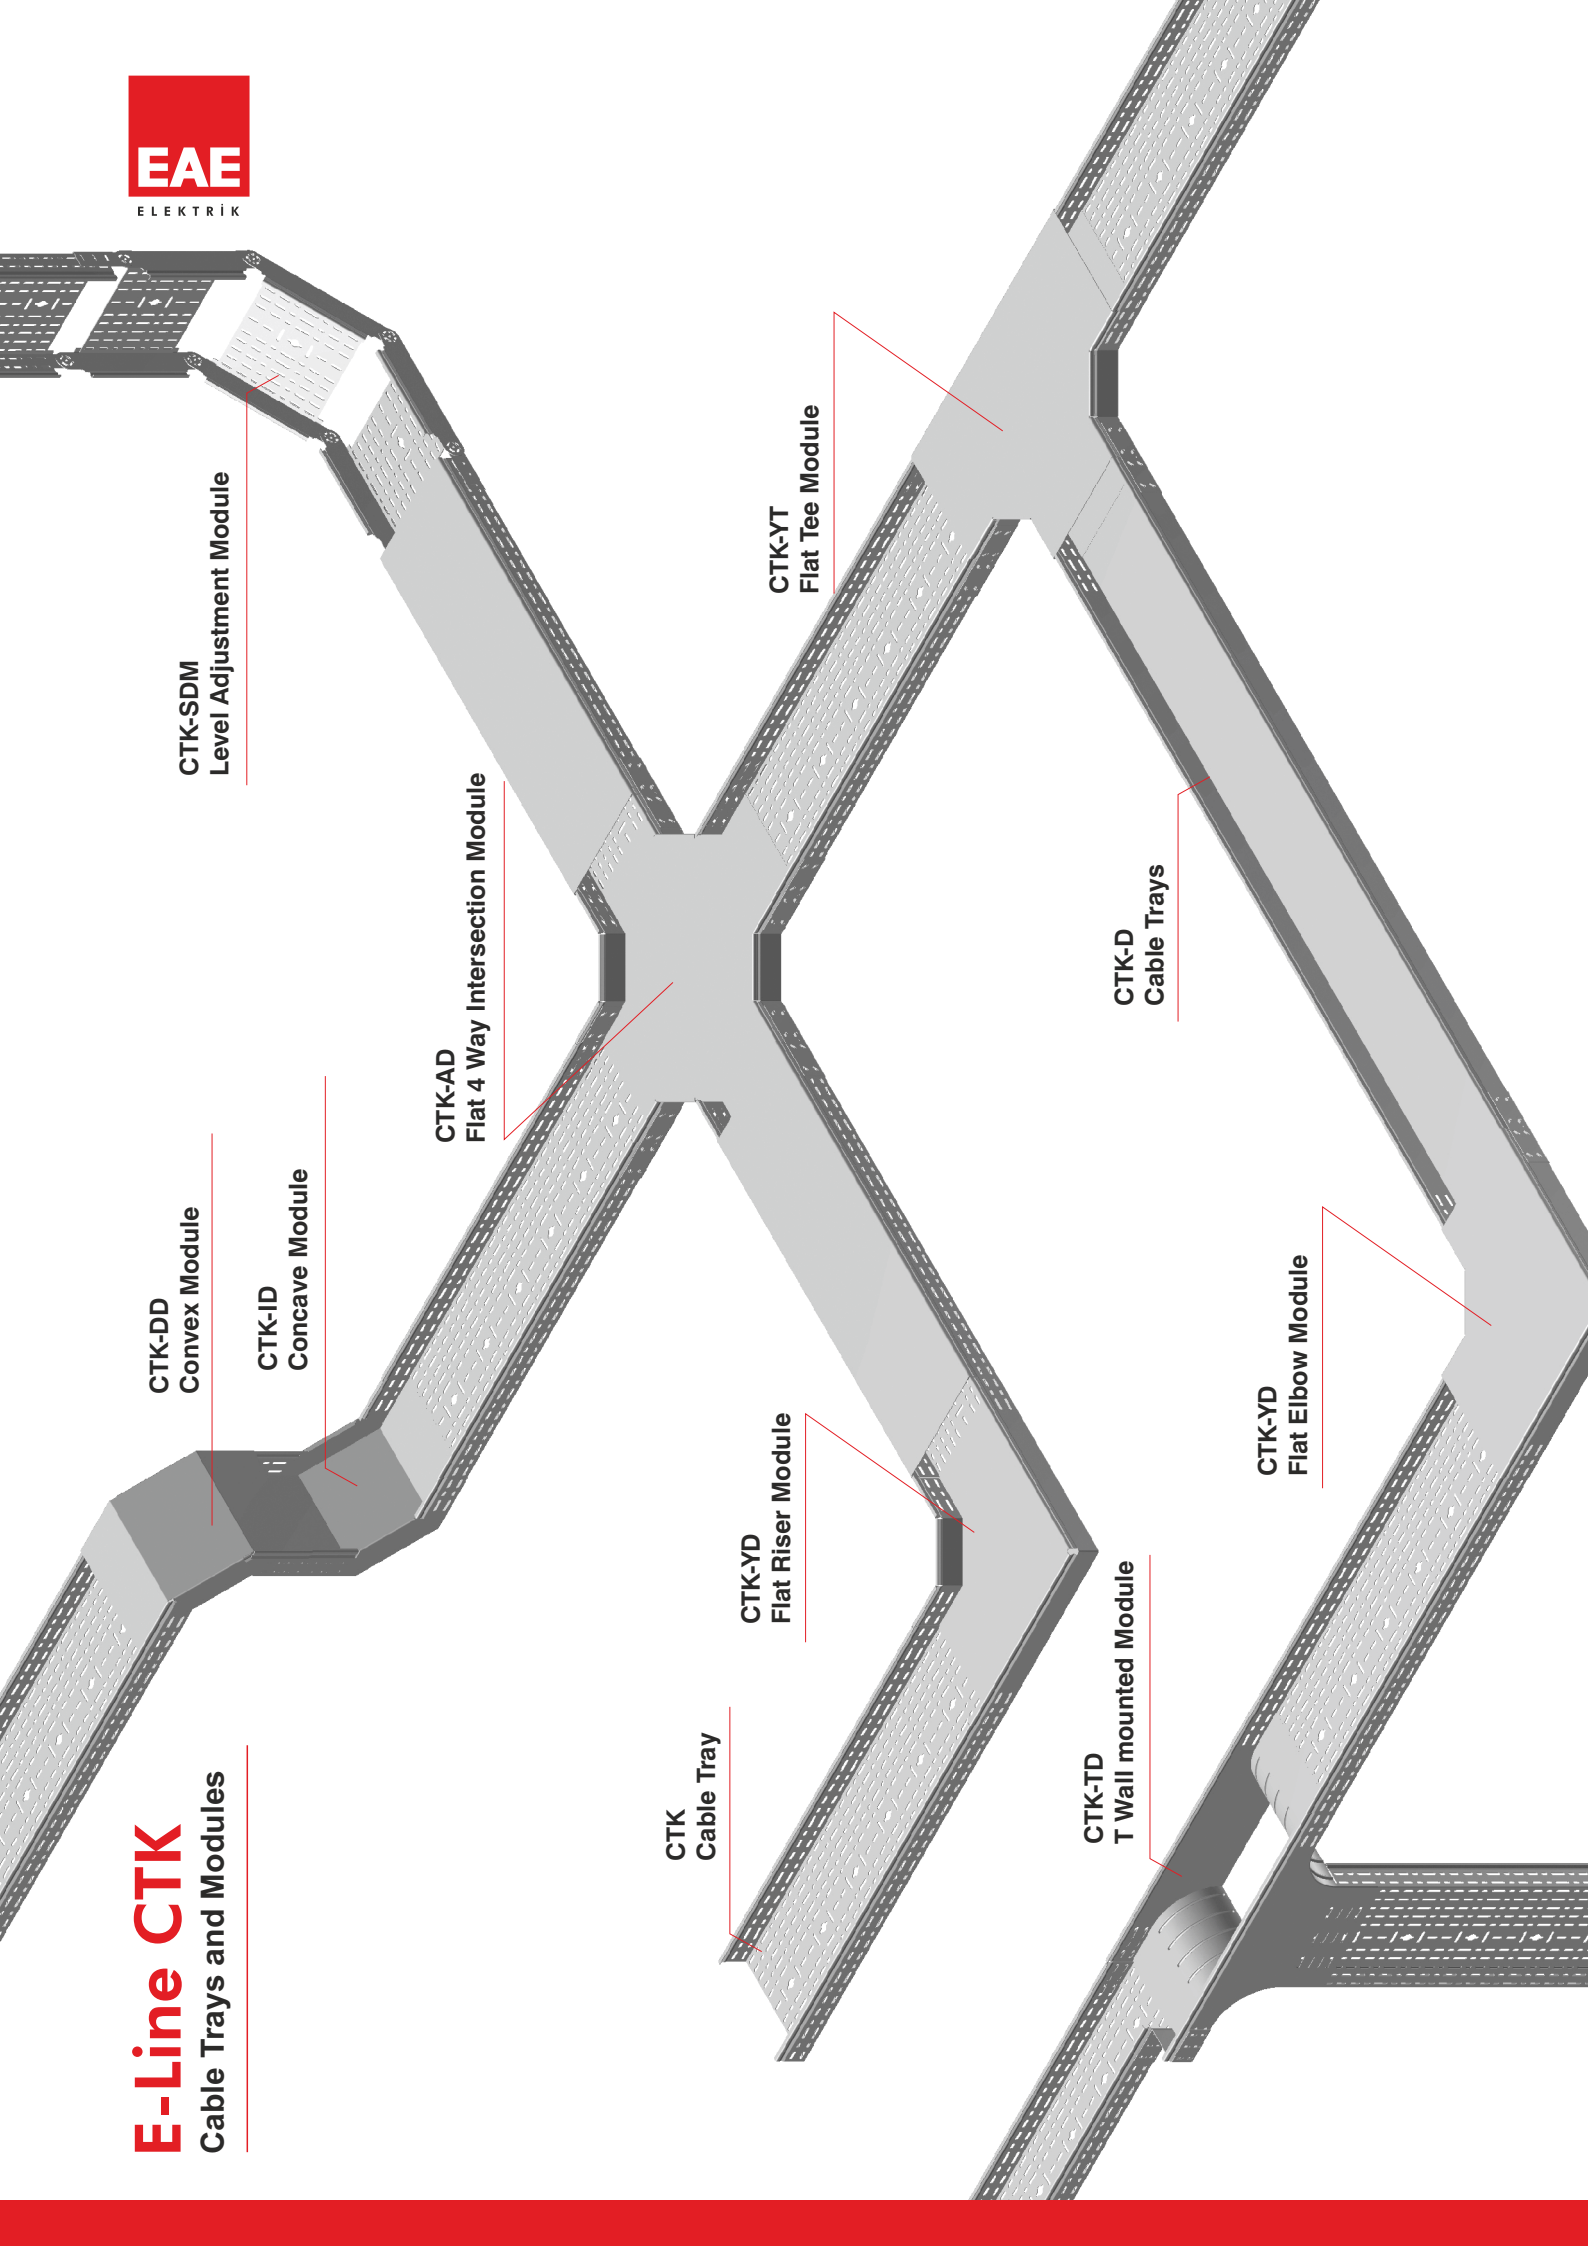 EAE
ELEKTRİK
E-Line CTK
Cable Trays and Modules
CTK-DD
Convex Module
CTK-ID
Concave Module
CTK-SDM
Level Adjustment Module
CTK-AD
Flat 4 Way Intersection Module
CTK
Cable Tray
CTK-YD
Flat Riser Module
CTK-YT
Flat Tee Module
CTK-TD
T Wall mounted Module
CTK-D
Cable Trays
CTK-YD
Flat Elbow Module